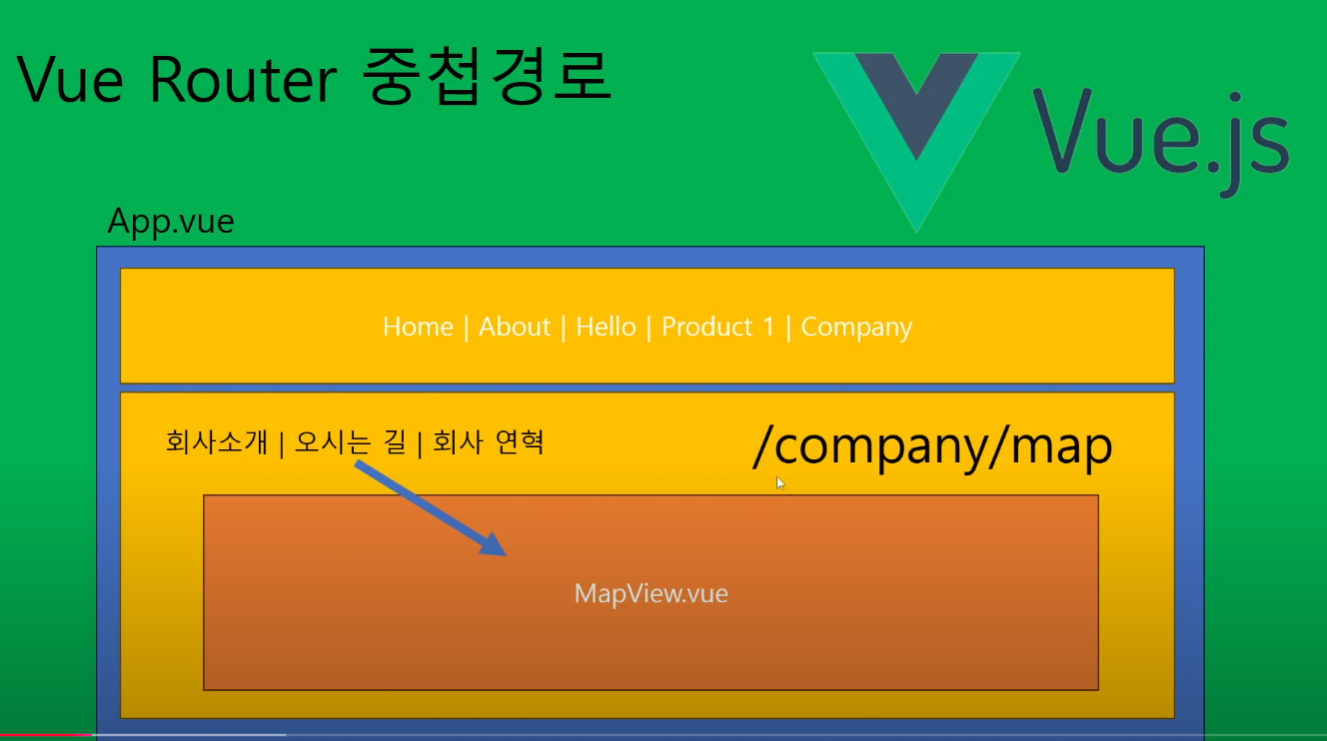 Vue Router 중첩경로
Vue.js
App.vue
Home | About | Hello | Product 1 | Company
회사소개 | 오시는 길 | 회사 연혁
/company/map
MapView.vue